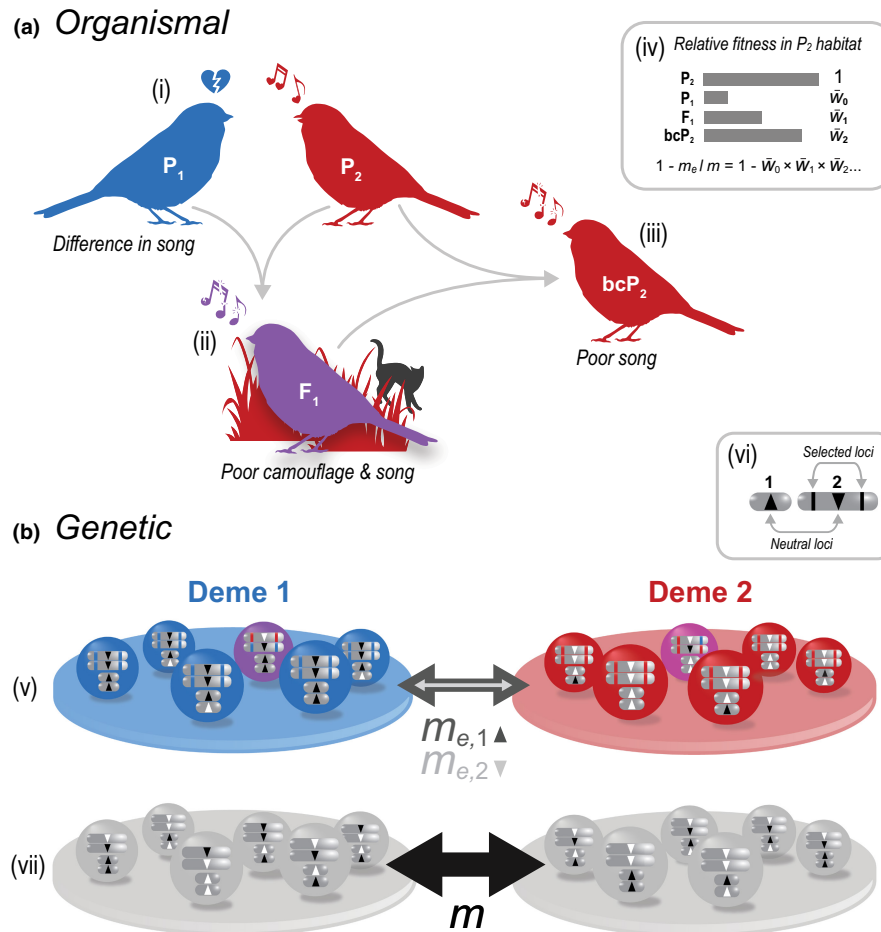 (a) Organismal
(i)
P1
Difference in song
P2
(ii)
F1
Poor camouflage & song
(iii)
bcP2
Poor song
(iv) Relative fitness in P2 habitat
P2 1
P1 w̄0
F1 w̄1
bcP2 w̄2
1 - me / m = 1 - w̄0 × w̄1 × w̄2...
(vi) Selected loci
1 2
Neutral loci
(b) Genetic
Deme 1 Deme 2
(v)
me,1 ▲
me,2 ▼
(vii)
m